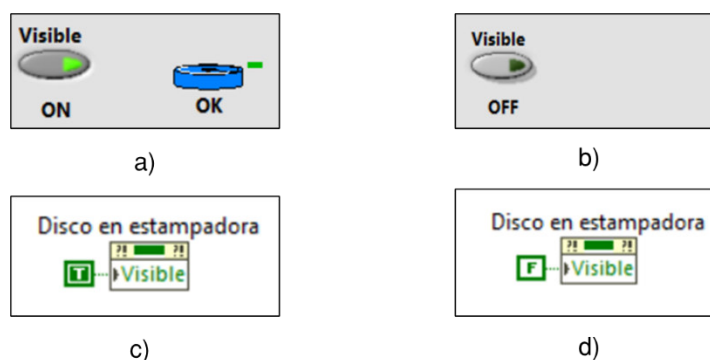 Visible
ON
OK
a)
Visible
OFF
b)
Disco en estampadora
?! ?!
T
Visible
c)
Disco en estampadora
?! ?!
F
Visible
d)